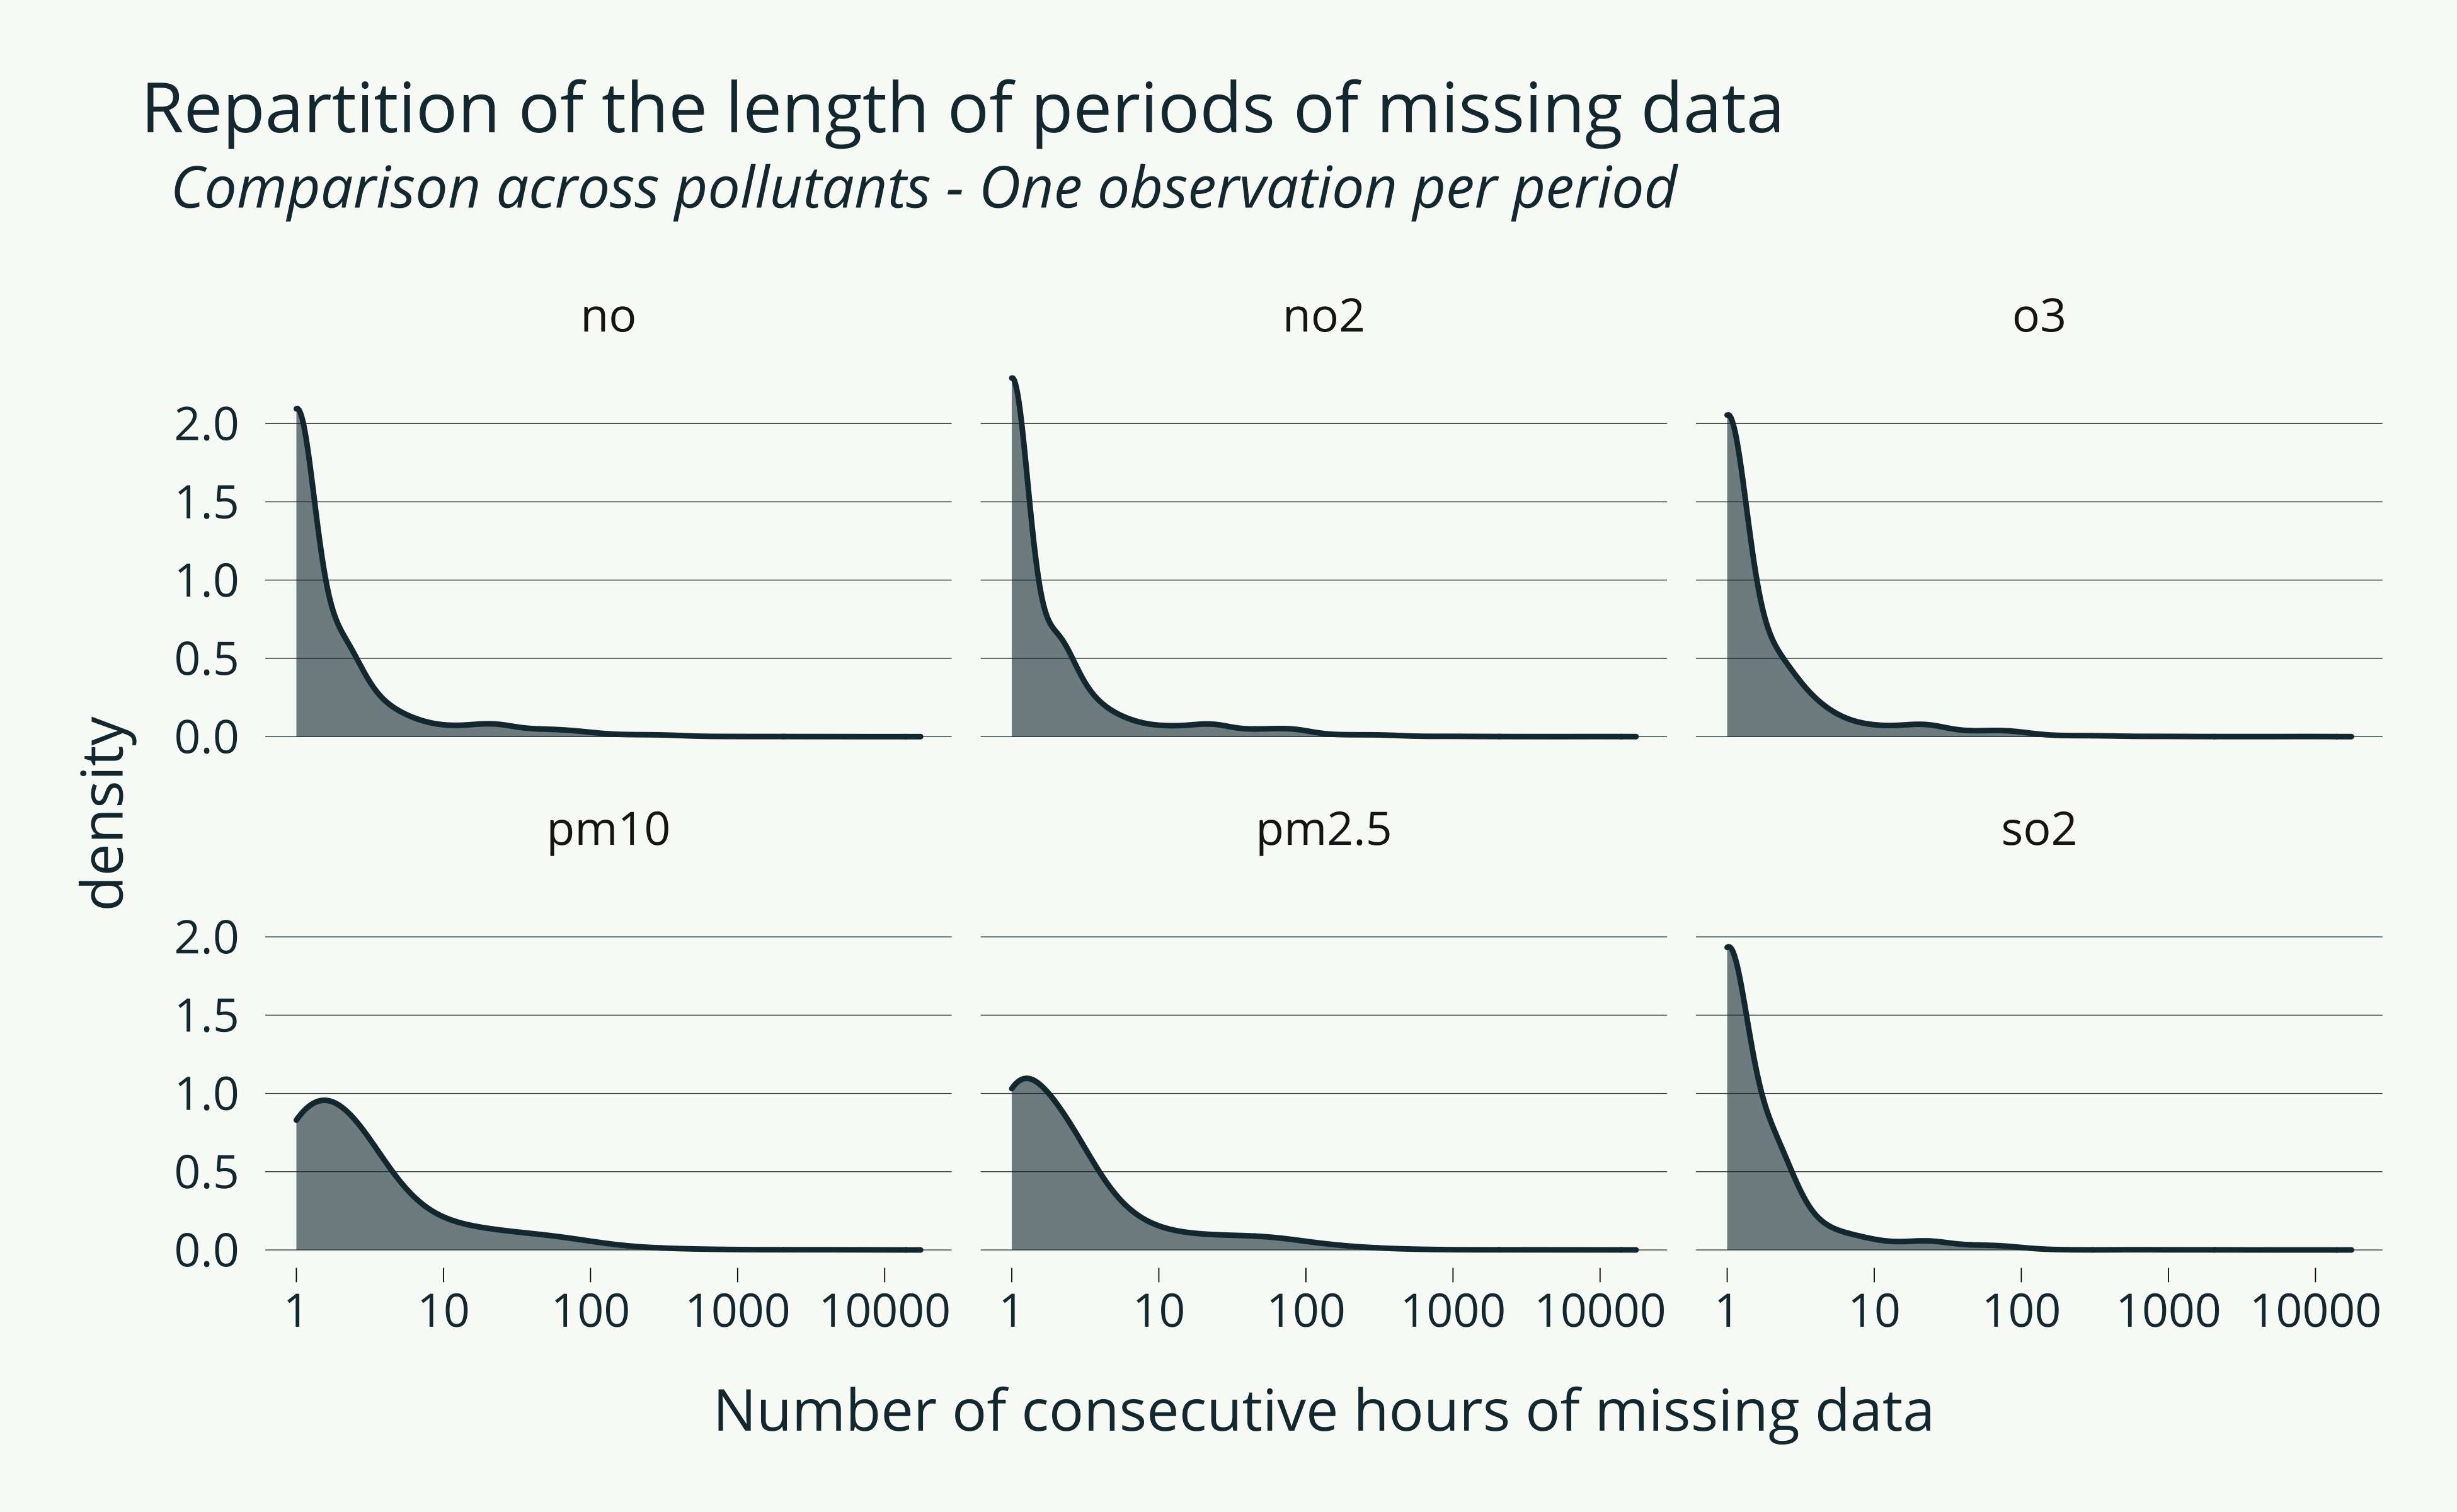 Repartition of the length of periods of missing data
Comparison across pollutants - One observation per period
no no2 o3
2.0
1.5
1.0
0.5
0.0
density
pm10 pm2.5 so2
2.0
1.5
1.0
0.5
0.0
1 10 100 1000 10000 1 10 100 1000 10000 1 10 100 1000 10000
Number of consecutive hours of missing data